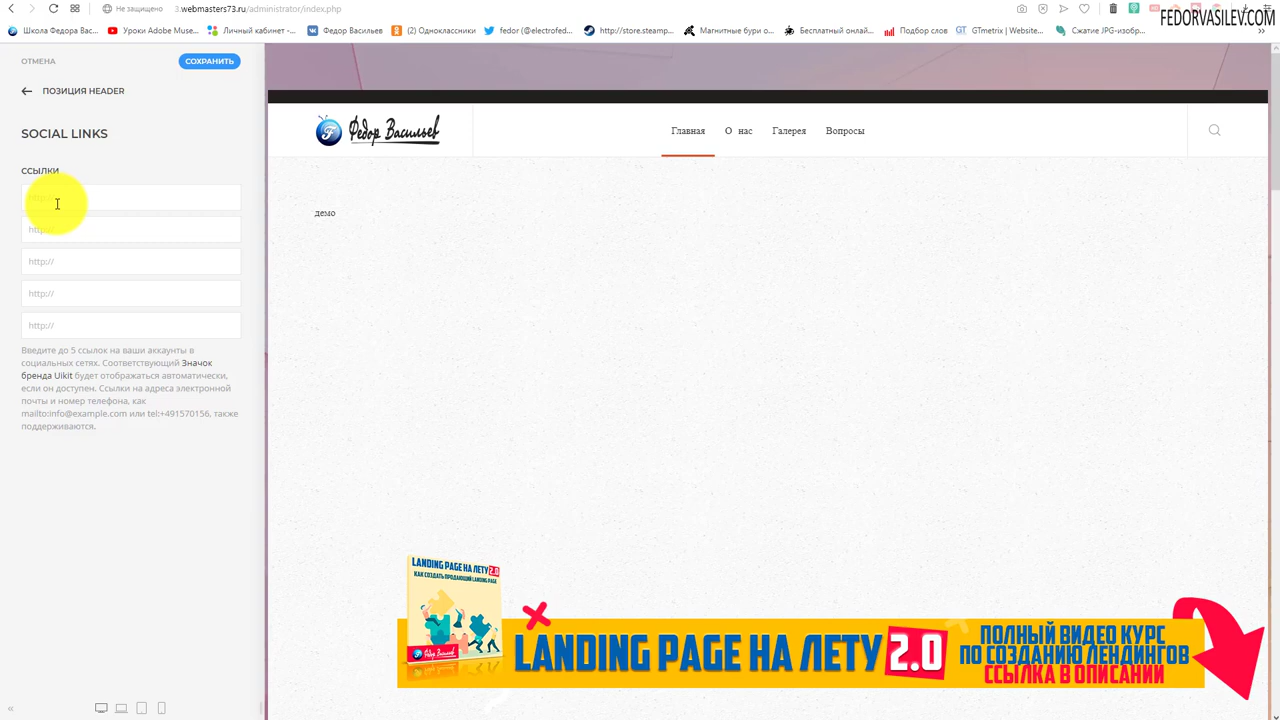 3.webmasters73.ru/administrator/index.php
Не защищено
FEDORVASILEV.COM
Школа Федора Вас...
Уроки Adobe Muse...
Личный кабинет -...
Федор Васильев
(2) Одноклассники
fedor (@electrofed...
http://store.steamp...
Магнитные бури о...
Бесплатный онлай...
Подбор слов
GTmetrix | Website...
Сжатие JPG-изобр...
ОТМЕНА
СОХРАНИТЬ
ПОЗИЦИЯ HEADER
SOCIAL LINKS
ССЫЛКИ
http://
http://
http://
http://
http://
Введите до 5 ссылок на ваши аккаунты в
социальных сетях. Соответствующий Значок
бренда Uikit будет отображаться автоматически,
если он доступен. Ссылки на адреса электронной
почты и номер телефона, как
mailto:info@example.com или tel:+491570156, также
поддерживаются.
Федор Васильев
Главная
О нас
Галерея
Вопросы
демо
LANDING PAGE НА ЛЕТУ 2.0
КАК СОЗДАТЬ ПРОДАЮЩИЙ LANDING PAGE
LANDING PAGE НА ЛЕТУ 2.0
ПОЛНЫЙ ВИДЕО КУРС
ПО СОЗДАНИЮ ЛЕНДИНГОВ
ССЫЛКА В ОПИСАНИИ